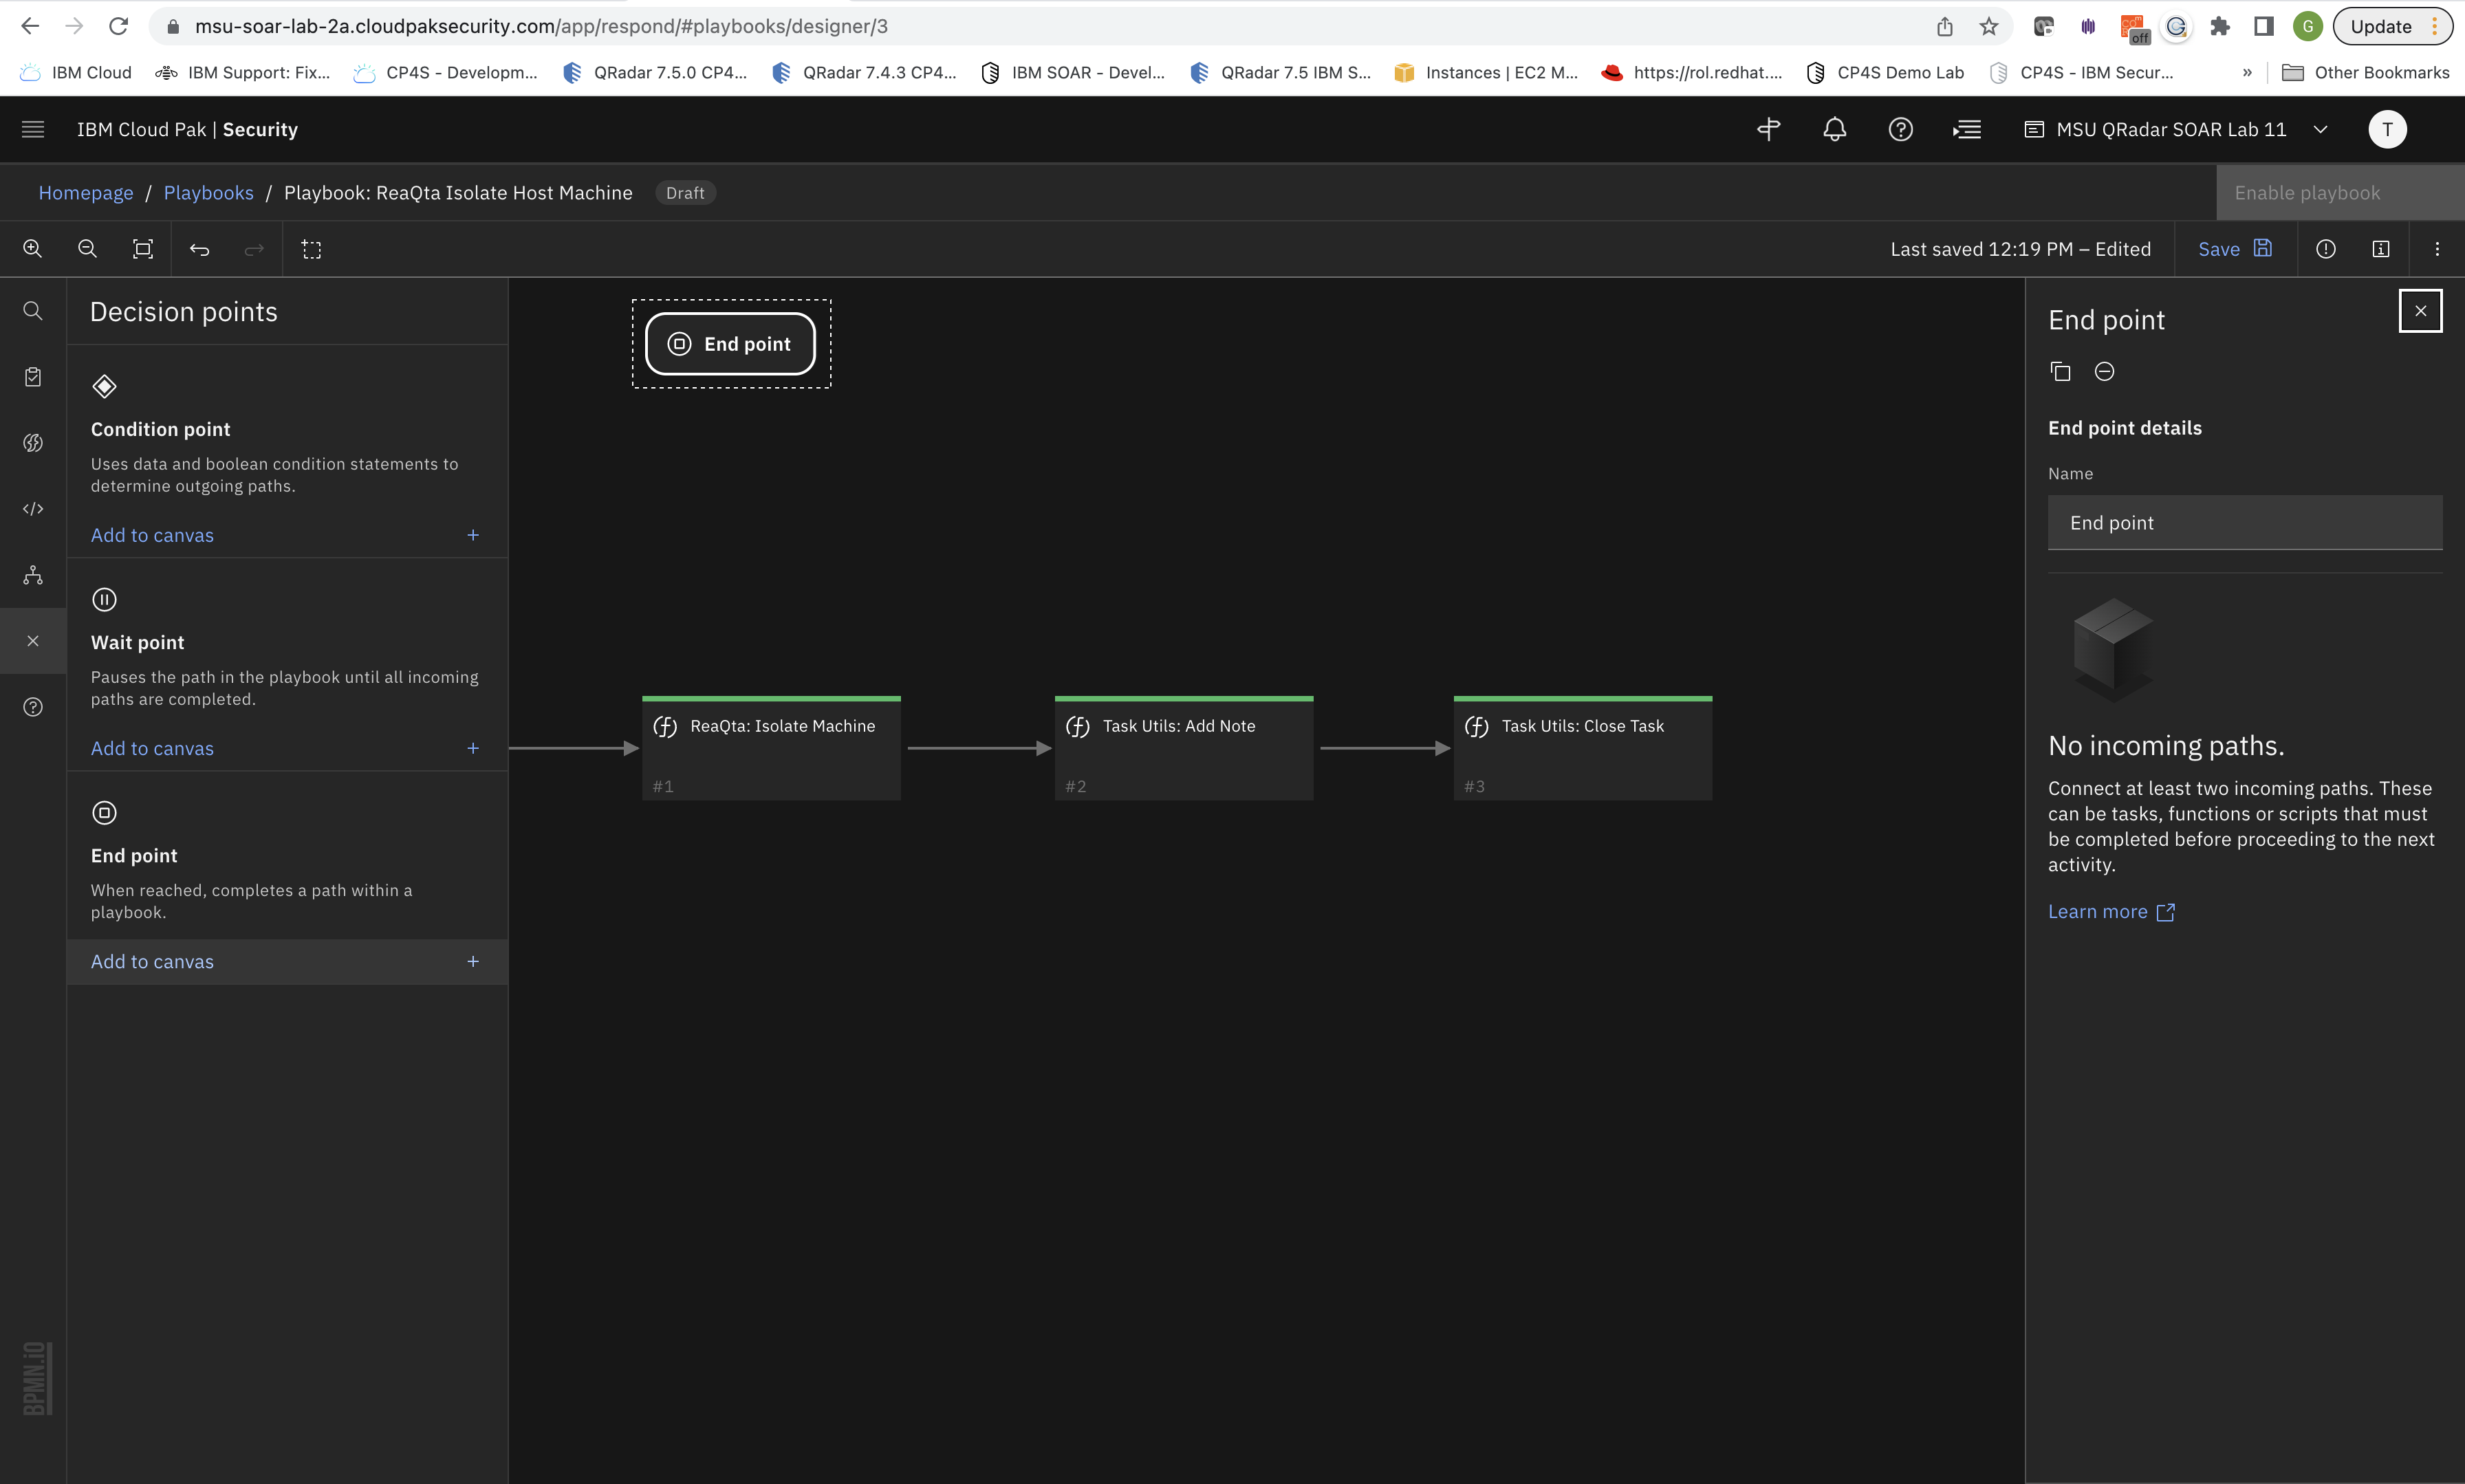 msu-soar-lab-2a.cloudpaksecurity.com/app/respond/#playbooks/designer/3
off
G
Update
IBM Cloud
IBM Support: Fix...
CP4S - Developm...
QRadar 7.5.0 CP4...
QRadar 7.4.3 CP4...
IBM SOAR - Devel...
QRadar 7.5 IBM S...
Instances | EC2 M...
https://rol.redhat....
CP4S Demo Lab
CP4S - IBM Secur...
»
Other Bookmarks
IBM Cloud Pak | Security
MSU QRadar SOAR Lab 11
T
Homepage / Playbooks / Playbook: ReaQta Isolate Host Machine
Draft
Enable playbook
Last saved 12:19 PM – Edited
Save
Decision points
Condition point
Uses data and boolean condition statements to
determine outgoing paths.
Add to canvas +
Wait point
Pauses the path in the playbook until all incoming
paths are completed.
Add to canvas +
End point
When reached, completes a path within a
playbook.
Add to canvas +
BPMN.iO
End point
ReaQta: Isolate Machine
#1
Task Utils: Add Note
#2
Task Utils: Close Task
#3
End point
End point details
Name
End point
No incoming paths.
Connect at least two incoming paths. These
can be tasks, functions or scripts that must
be completed before proceeding to the next
activity.
Learn more